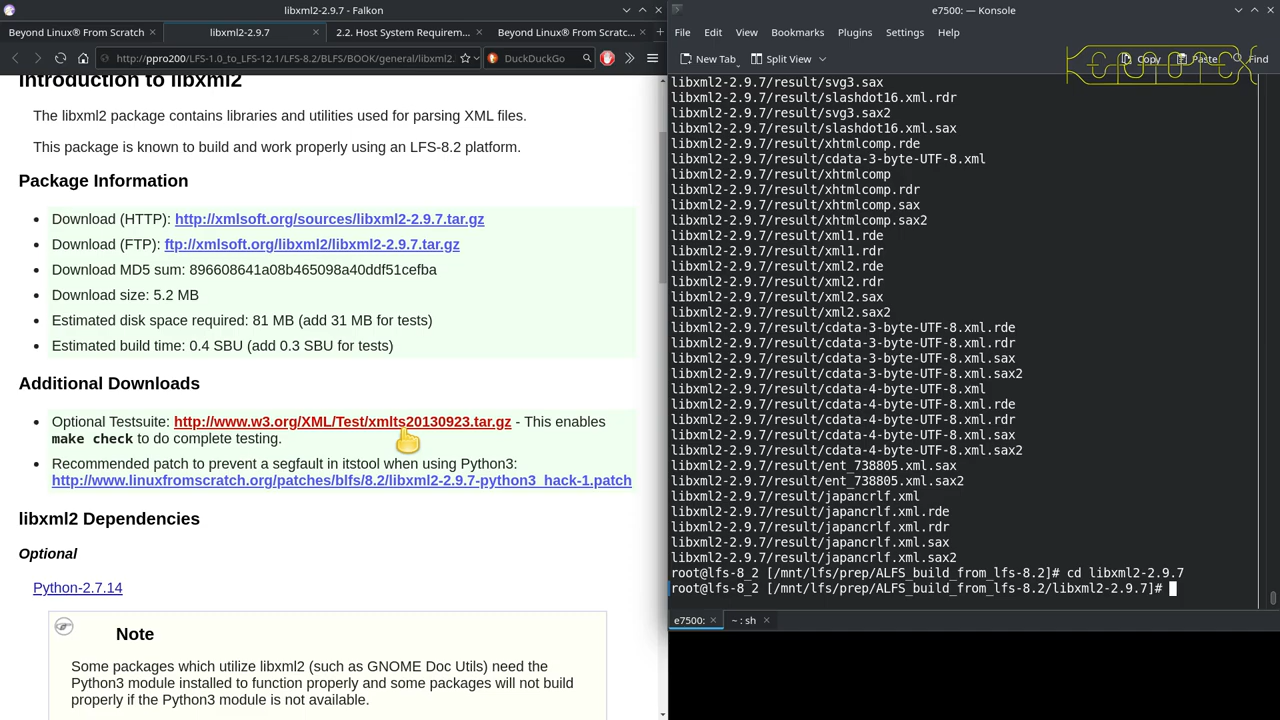 libxml2-2.9.7 - Falkon
Beyond Linux® From Scratch
libxml2-2.9.7
2.2. Host System Requirem...
Beyond Linux® From Scratc...
http://ppro200/LFS-1.0_to_LFS-12.1/LFS-8.2/BLFS/BOOK/general/libxml2.
DuckDuckGo
Introduction to libxml2
The libxml2 package contains libraries and utilities used for parsing XML files.
This package is known to build and work properly using an LFS-8.2 platform.
Package Information
Download (HTTP): http://xmlsoft.org/sources/libxml2-2.9.7.tar.gz
Download (FTP): ftp://xmlsoft.org/libxml2/libxml2-2.9.7.tar.gz
Download MD5 sum: 896608641a08b465098a40ddf51cefba
Download size: 5.2 MB
Estimated disk space required: 81 MB (add 31 MB for tests)
Estimated build time: 0.4 SBU (add 0.3 SBU for tests)
Additional Downloads
Optional Testsuite: http://www.w3.org/XML/Test/xmlts20130923.tar.gz - This enables
make check to do complete testing.
Recommended patch to prevent a segfault in itstool when using Python3:
http://www.linuxfromscratch.org/patches/blfs/8.2/libxml2-2.9.7-python3_hack-1.patch
libxml2 Dependencies
Optional
Python-2.7.14
Note
Some packages which utilize libxml2 (such as GNOME Doc Utils) need the
Python3 module installed to function properly and some packages will not build
properly if the Python3 module is not available.
e7500: — Konsole
File Edit View Bookmarks Plugins Settings Help
New Tab Split View Copy Paste Find
libxml2-2.9.7/result/svg3.sax
libxml2-2.9.7/result/slashdot16.xml.rdr
libxml2-2.9.7/result/svg3.sax2
libxml2-2.9.7/result/slashdot16.xml.sax
libxml2-2.9.7/result/xhtmlcomp.rde
libxml2-2.9.7/result/cdata-3-byte-UTF-8.xml
libxml2-2.9.7/result/xhtmlcomp
libxml2-2.9.7/result/xhtmlcomp.rdr
libxml2-2.9.7/result/xhtmlcomp.sax
libxml2-2.9.7/result/xhtmlcomp.sax2
libxml2-2.9.7/result/xml1.rde
libxml2-2.9.7/result/xml1.rdr
libxml2-2.9.7/result/xml2.rde
libxml2-2.9.7/result/xml2.rdr
libxml2-2.9.7/result/xml2.sax
libxml2-2.9.7/result/xml2.sax2
libxml2-2.9.7/result/cdata-3-byte-UTF-8.xml.rde
libxml2-2.9.7/result/cdata-3-byte-UTF-8.xml.rdr
libxml2-2.9.7/result/cdata-3-byte-UTF-8.xml.sax
libxml2-2.9.7/result/cdata-3-byte-UTF-8.xml.sax2
libxml2-2.9.7/result/cdata-4-byte-UTF-8.xml
libxml2-2.9.7/result/cdata-4-byte-UTF-8.xml.rde
libxml2-2.9.7/result/cdata-4-byte-UTF-8.xml.rdr
libxml2-2.9.7/result/cdata-4-byte-UTF-8.xml.sax
libxml2-2.9.7/result/cdata-4-byte-UTF-8.xml.sax2
libxml2-2.9.7/result/ent_738805.xml.sax
libxml2-2.9.7/result/ent_738805.xml.sax2
libxml2-2.9.7/result/japancrlf.xml
libxml2-2.9.7/result/japancrlf.xml.rde
libxml2-2.9.7/result/japancrlf.xml.rdr
libxml2-2.9.7/result/japancrlf.xml.sax
libxml2-2.9.7/result/japancrlf.xml.sax2
root@lfs-8_2 [/mnt/lfs/prep/ALFS_build_from_lfs-8.2]# cd libxml2-2.9.7
root@lfs-8_2 [/mnt/lfs/prep/ALFS_build_from_lfs-8.2/libxml2-2.9.7]#
e7500:
~ : sh